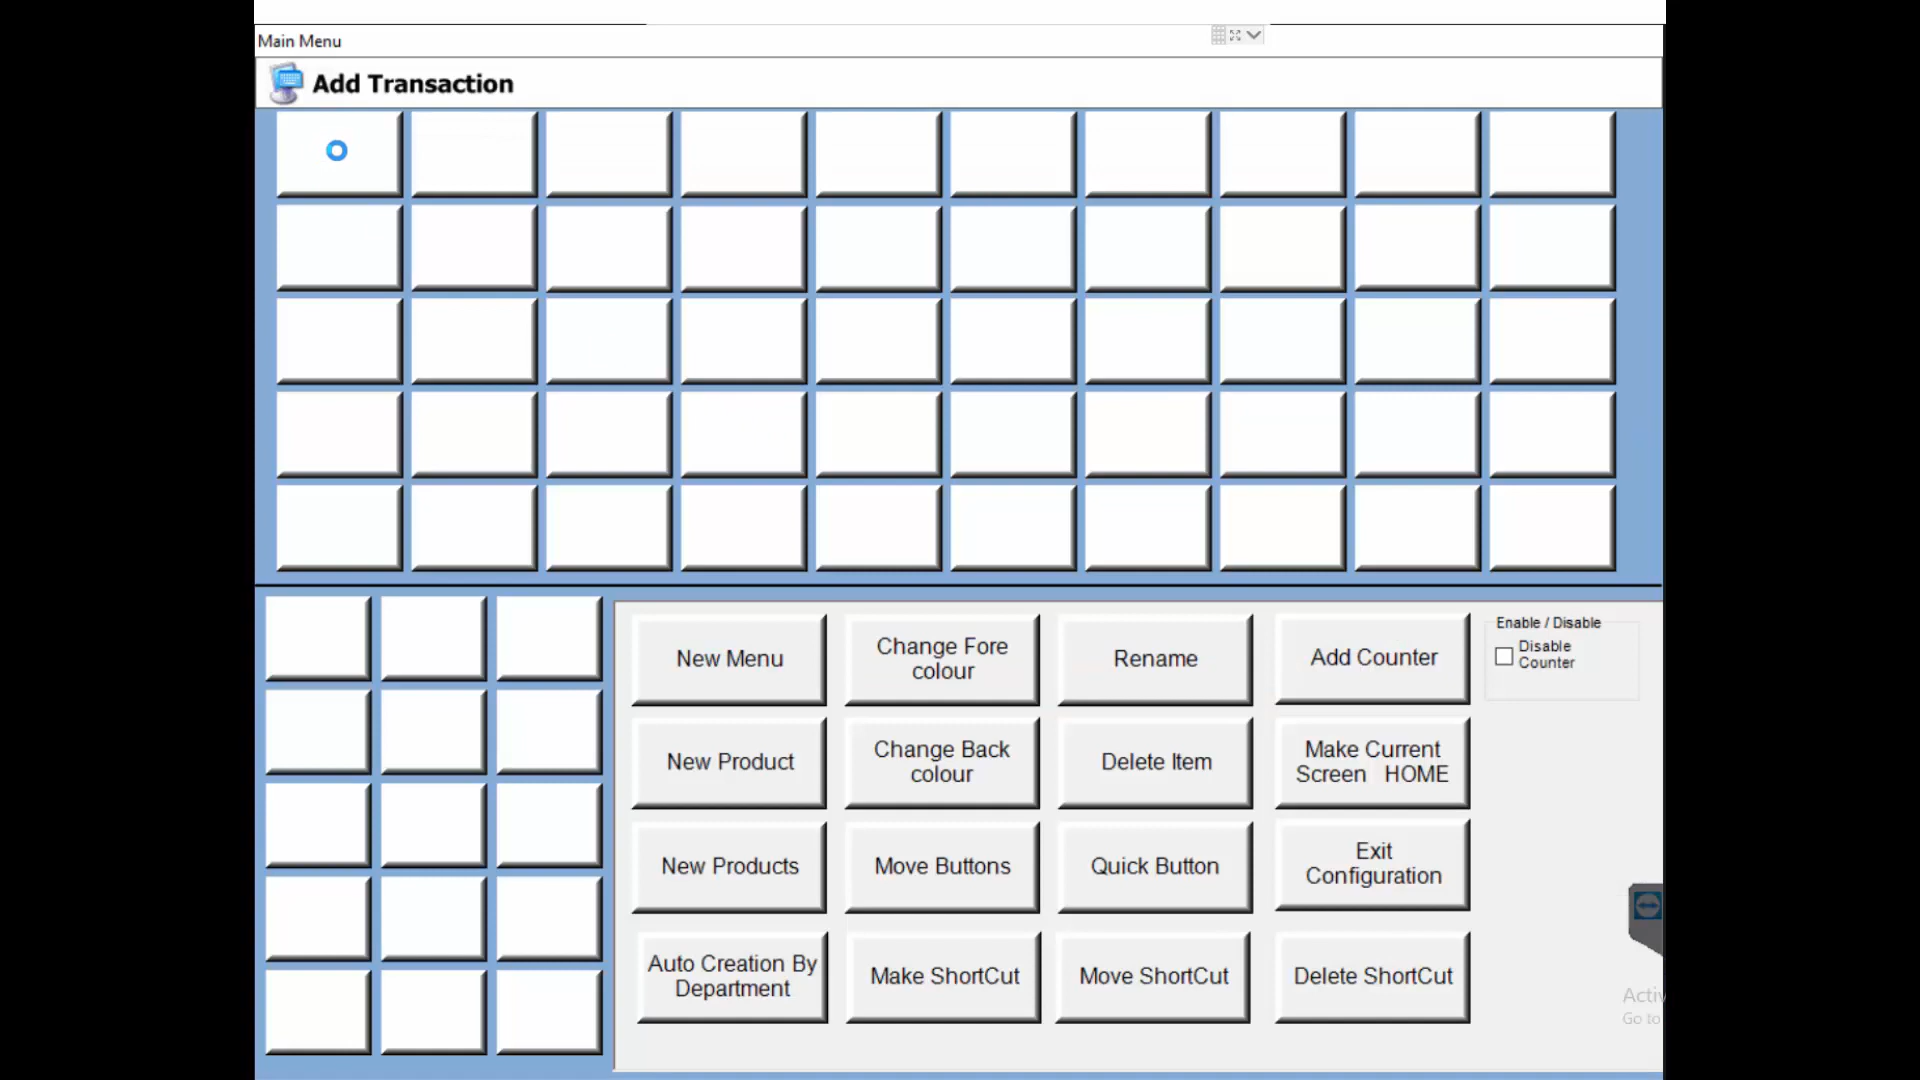 Main Menu
Add Transaction
New Menu
Change Fore
colour
Rename
Add Counter
Enable / Disable
Disable
Counter
New Product
Change Back
colour
Delete Item
Make Current
Screen HOME
New Products
Move Buttons
Quick Button
Exit
Configuration
Auto Creation By
Department
Make ShortCut
Move ShortCut
Delete ShortCut
Go to